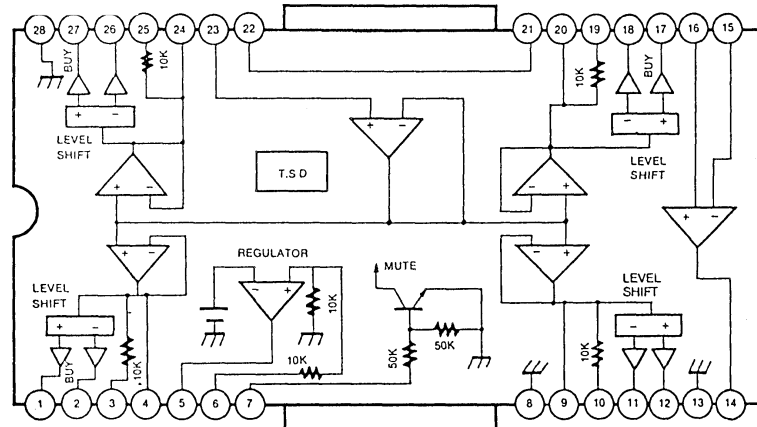 28 27 26 25 24 23 22 21 20 19 18 17 16 15
BUY
10K
10K
BUY
+ -
- +
LEVEL
SHIFT
+ -
LEVEL
SHIFT
T.S.D
+ -
- +
+ -
+ -
REGULATOR
MUTE
- +
+ -
LEVEL
SHIFT
10K
LEVEL
SHIFT
+ -
- +
BUY
10K
10K
50K
50K
10K
1 2 3 4 5 6 7 8 9 10 11 12 13 14